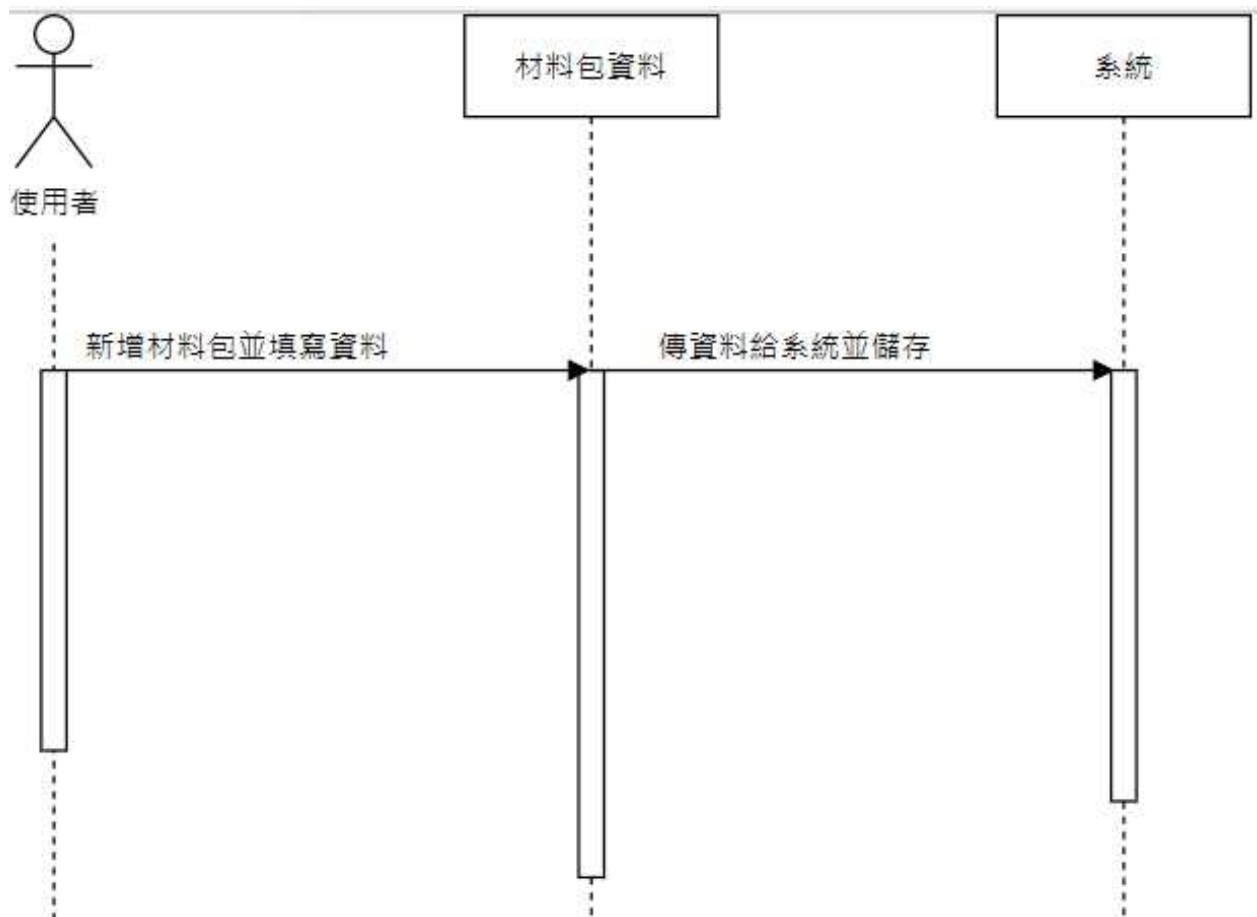 材料包資料
系統
使用者
新增材料包並填寫資料
傳資料給系統並儲存